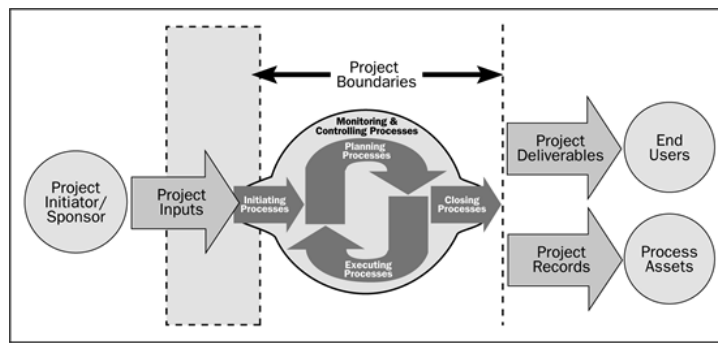 Project
Boundaries
Monitoring &
Controlling Processes
Planning
Processes
Project
Initiator/
Sponsor
Project
Inputs
Initiating
Processes
Closing
Processes
Executing
Processes
Project
Deliverables
End
Users
Project
Records
Process
Assets